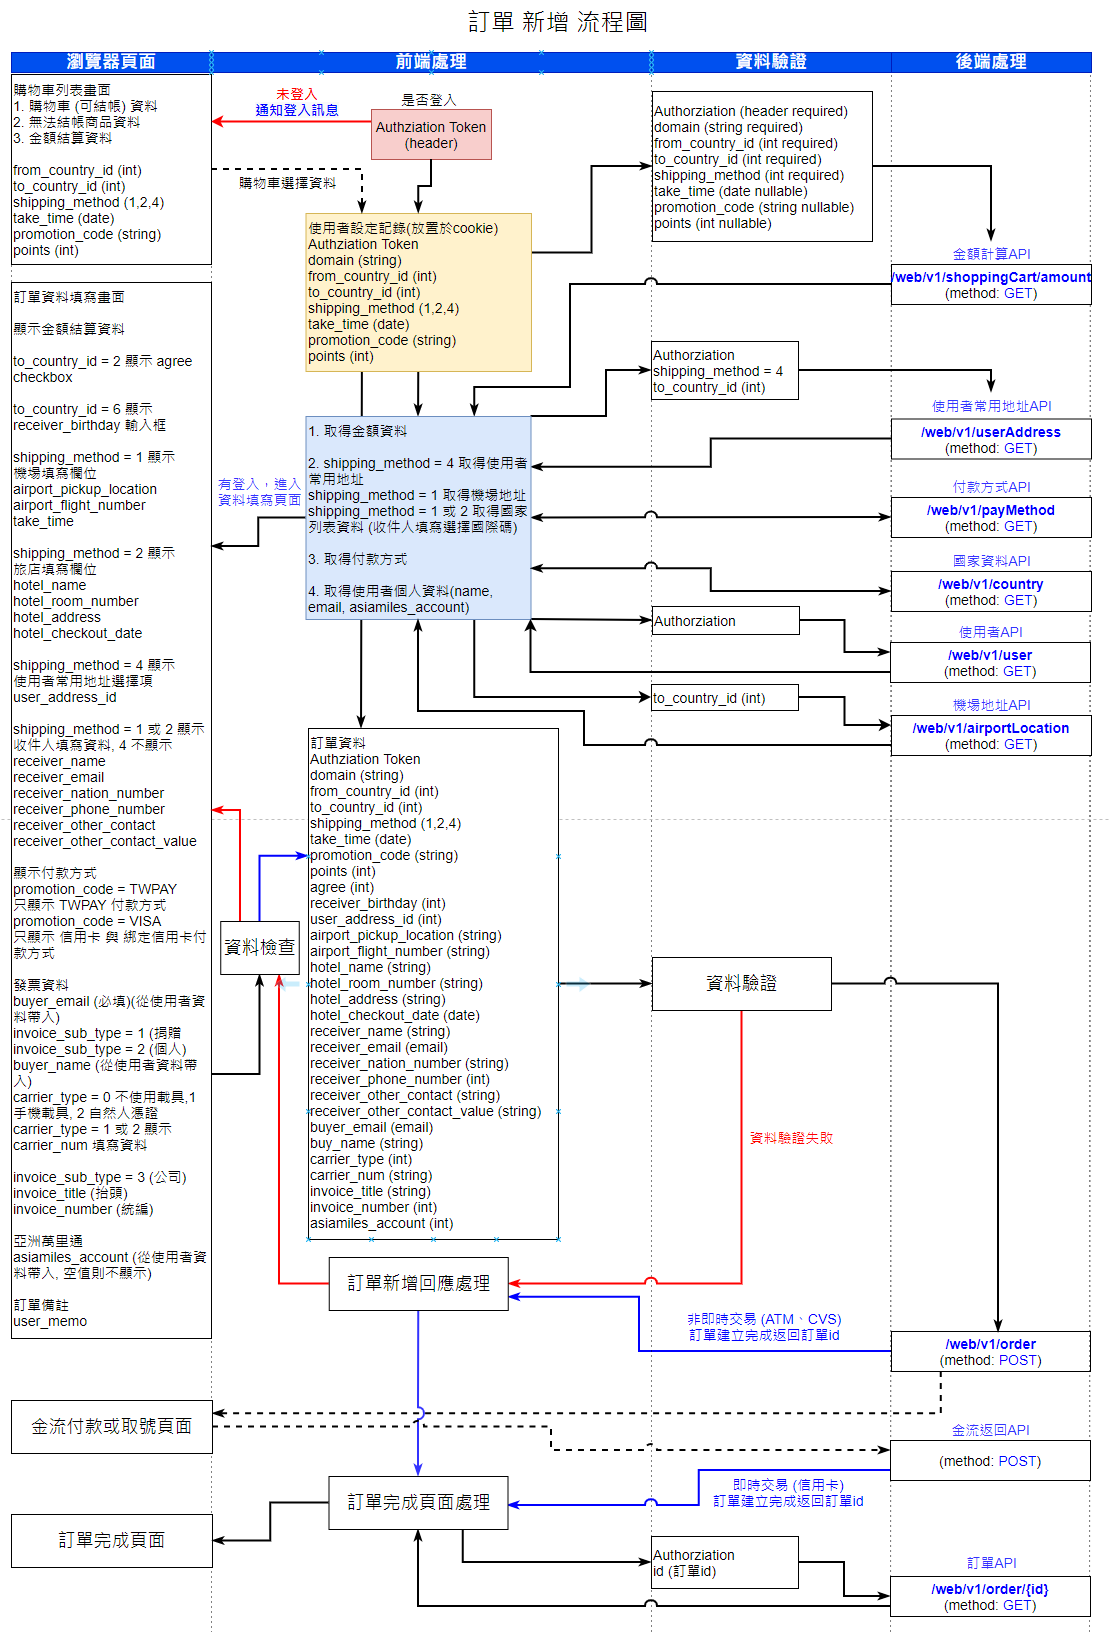 訂單 新增 流程圖
瀏覽器頁面
前端處理
資料驗證
後端處理
購物車列表畫面
1. 購物車 (可結帳) 資料
2. 無法結帳商品資料
3. 金額結算資料
from_country_id (int)
to_country_id (int)
shipping_method (1,2,4)
take_time (date)
promotion_code (string)
points (int)
未登入
通知登入訊息
是否登入
Authziation Token
(header)
購物車選擇資料
使用者設定記錄(放置於cookie)
Authziation Token
domain (string)
from_country_id (int)
to_country_id (int)
shipping_method (1,2,4)
take_time (date)
promotion_code (string)
points (int)
Authorziation (header required)
domain (string required)
from_country_id (int required)
to_country_id (int required)
shipping_method (int required)
take_time (date nullable)
promotion_code (string nullable)
points (int nullable)
金額計算API
/web/v1/shoppingCart/amount
(method: GET)
訂單資料填寫畫面
顯示金額結算資料
to_country_id = 2 顯示 agree
checkbox
to_country_id = 6 顯示
receiver_birthday 輸入框
shipping_method = 1 顯示
機場填寫欄位
airport_pickup_location
airport_flight_number
take_time
shipping_method = 2 顯示
旅店填寫欄位
hotel_name
hotel_room_number
hotel_address
hotel_checkout_date
shipping_method = 4 顯示
使用者常用地址選擇項
user_address_id
shipping_method = 1 或 2 顯示
收件人填寫資料, 4 不顯示
receiver_name
receiver_email
receiver_nation_number
receiver_phone_number
receiver_other_contact
receiver_other_contact_value
顯示付款方式
promotion_code = TWPAY
只顯示 TWPAY 付款方式
promotion_code = VISA
只顯示 信用卡 與 綁定信用卡付
款方式
發票資料
buyer_email (必填)(從使用者資
料帶入)
invoice_sub_type = 1 (捐贈
invoice_sub_type = 2 (個人)
buyer_name (從使用者資料帶
入)
carrier_type = 0 不使用載具,1
手機載具, 2 自然人憑證
carrier_type = 1 或 2 顯示
carrier_num 填寫資料
invoice_sub_type = 3 (公司)
invoice_title (抬頭)
invoice_number (統編)
亞洲萬里通
asiamiles_account (從使用者資
料帶入, 空值則不顯示)
訂單備註
user_memo
有登入，進入
資料填寫頁面
1. 取得金額資料
2. shipping_method = 4 取得使用者
常用地址
shipping_method = 1 取得機場地址
shipping_method = 1 或 2 取得國家
列表資料 (收件人填寫選擇國際碼)
3. 取得付款方式
4. 取得使用者個人資料(name,
email, asiamiles_account)
Authorziation
shipping_method = 4
to_country_id (int)
使用者常用地址API
/web/v1/userAddress
(method: GET)
付款方式API
/web/v1/payMethod
(method: GET)
國家資料API
/web/v1/country
(method: GET)
Authorziation
使用者API
/web/v1/user
(method: GET)
to_country_id (int)
機場地址API
/web/v1/airportLocation
(method: GET)
訂單資料
Authziation Token
domain (string)
from_country_id (int)
to_country_id (int)
shipping_method (1,2,4)
take_time (date)
promotion_code (string)
points (int)
agree (int)
receiver_birthday (int)
user_address_id (int)
airport_pickup_location (string)
airport_flight_number (string)
hotel_name (string)
hotel_room_number (string)
hotel_address (string)
hotel_checkout_date (date)
receiver_name (string)
receiver_email (email)
receiver_nation_number (string)
receiver_phone_number (int)
receiver_other_contact (string)
receiver_other_contact_value (string)
buyer_email (email)
buy_name (string)
carrier_type (int)
carrier_num (string)
invoice_title (string)
invoice_number (int)
asiamiles_account (int)
資料檢查
資料驗證
資料驗證失敗
訂單新增回應處理
非即時交易 (ATM、CVS)
訂單建立完成返回訂單id
/web/v1/order
(method: POST)
金流付款或取號頁面
金流返回API
(method: POST)
即時交易 (信用卡)
訂單建立完成返回訂單id
訂單完成頁面處理
訂單完成頁面
Authorziation
id (訂單id)
訂單API
/web/v1/order/{id}
(method: GET)